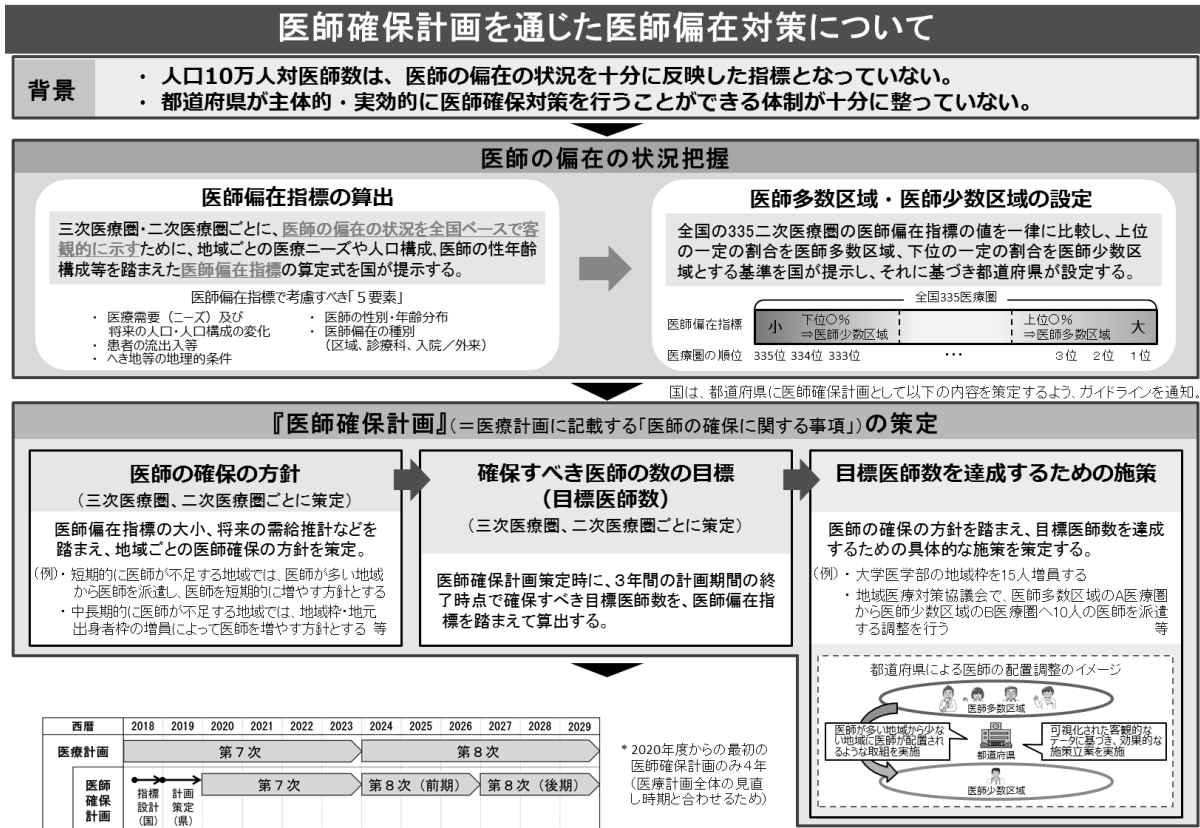 医師確保計画を通じた医師偏在対策について
背景
・ 人口10万人対医師数は、医師の偏在の状況を十分に反映した指標となっていない。
・ 都道府県が主体的・実効的に医師確保対策を行うことができる体制が十分に整っていない。
医師の偏在の状況把握
医師偏在指標の算出
三次医療圏・二次医療圏ごとに、医師の偏在の状況を全国ベースで客
観的に示すために、地域ごとの医療ニーズや人口構成、医師の性年齢
構成等を踏まえた医師偏在指標の算定式を国が提示する。
医師偏在指標で考慮すべき「5要素」
・ 医療需要(ニーズ)及び
将来の人口・人口構成の変化
・ 患者の流出入等
・ へき地等の地理的条件
・ 医師の性別・年齢分布
・ 医師偏在の種別
(区域、診療科、入院/外来)
医師多数区域・医師少数区域の設定
全国の335二次医療圏の医師偏在指標の値を一律に比較し、上位
の一定の割合を医師多数区域、下位の一定の割合を医師少数区
域とする基準を国が提示し、それに基づき都道府県が設定する。
全国335医療圏
医師偏在指標
小
下位○%
⇒医師少数区域
上位○%
⇒医師多数区域
大
医療圏の順位 335位 334位 333位 ・・・ 3位 2位 1位
国は、都道府県に医師確保計画として以下の内容を策定するよう、ガイドラインを通知。
『医師確保計画』(=医療計画に記載する「医師の確保に関する事項」)の策定
医師の確保の方針
(三次医療圏、二次医療圏ごとに策定)
医師偏在指標の大小、将来の需給推計などを
踏まえ、地域ごとの医師確保の方針を策定。
(例)・ 短期的に医師が不足する地域では、医師が多い地域
から医師を派遣し、医師を短期的に増やす方針とする
・ 中長期的に医師が不足する地域では、地域枠・地元
出身者枠の増員によって医師を増やす方針とする 等
確保すべき医師の数の目標
(目標医師数)
(三次医療圏、二次医療圏ごとに策定)
医師確保計画策定時に、3年間の計画期間の終
了時点で確保すべき目標医師数を、医師偏在指
標を踏まえて算出する。
目標医師数を達成するための施策
医師の確保の方針を踏まえ、目標医師数を達成
するための具体的な施策を策定する。
(例)・ 大学医学部の地域枠を15人増員する
・ 地域医療対策協議会で、医師多数区域のA医療圏
から医師少数区域のB医療圏へ10人の医師を派遣
する調整を行う 等
都道府県による医師の配置調整のイメージ
医師多数区域
医師が多い地域から少な
い地域に医師が配置され
るような取組を実施
都道府県
可視化された客観的な
データに基づき、効果的な
施策立案を実施
医師少数区域
西暦 2018 2019 2020 2021 2022 2023 2024 2025 2026 2027 2028 2029
医療計画 第7次 第8次
医師
確保
計画
指標
設計
(国)
計画
策定
(県)
第7次 第8次(前期) 第8次(後期)
* 2020年度からの最初の
医師確保計画のみ4年
(医療計画全体の見直
し時期と合わせるため)